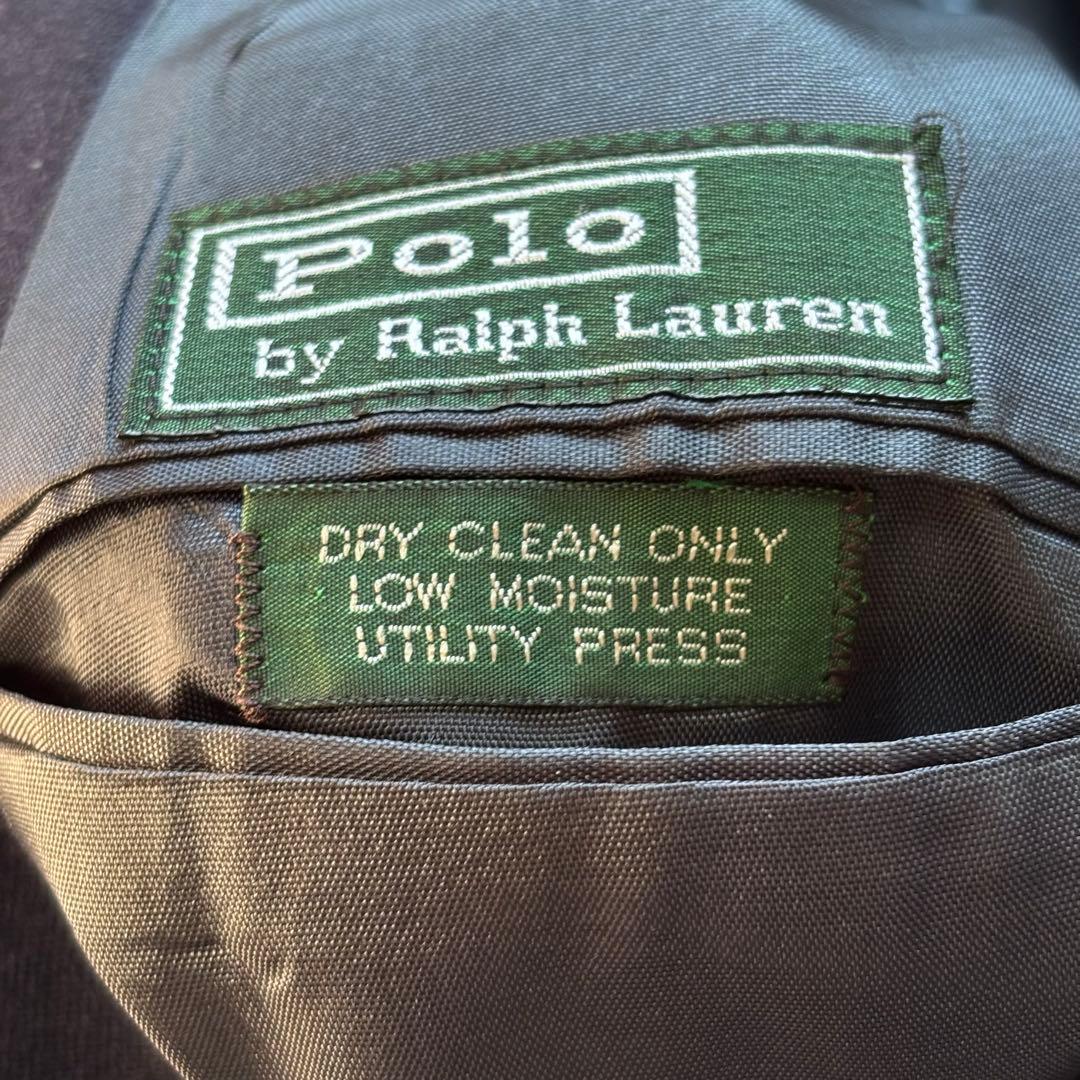 Polo
by Ralph Lauren
DRY CLEAN ONLY
LOW MOISTURE
UTILITY PRESS